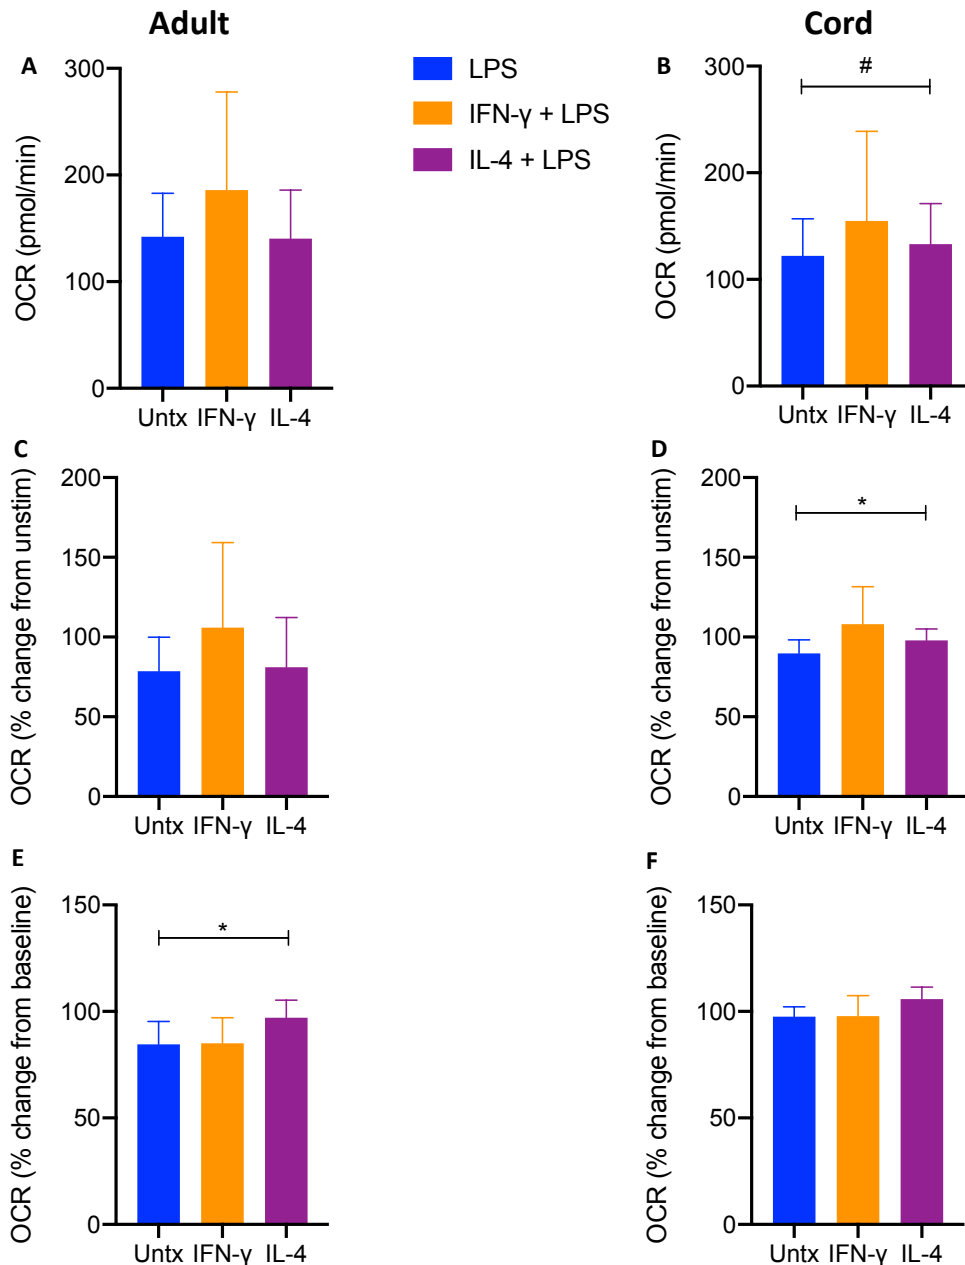 Adult
Cord
LPS
IFN-γ + LPS
IL-4 + LPS
A
OCR (pmol/min)
300
200
100
0
Untx IFN-γ IL-4
B
#
OCR (pmol/min)
300
200
100
0
Untx IFN-γ IL-4
C
OCR (% change from unstim)
200
150
100
50
0
Untx IFN-γ IL-4
D
*
OCR (% change from unstim)
200
150
100
50
0
Untx IFN-γ IL-4
E
*
OCR (% change from baseline)
150
100
50
0
Untx IFN-γ IL-4
F
OCR (% change from baseline)
150
100
50
0
Untx IFN-γ IL-4